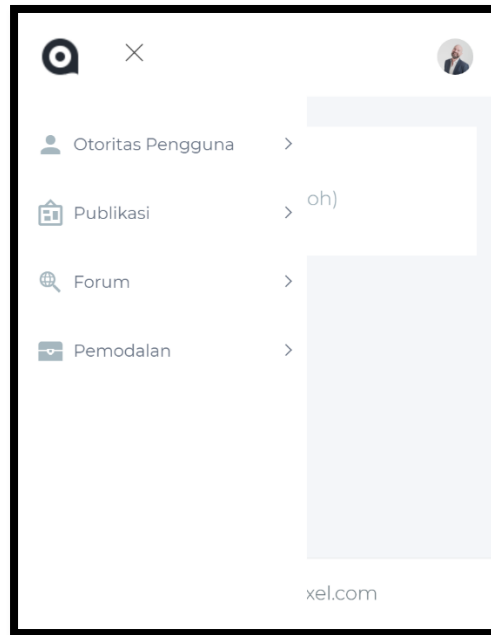 Otoritas Pengguna
oh)
Publikasi
Forum
Pemodalan
xel.com